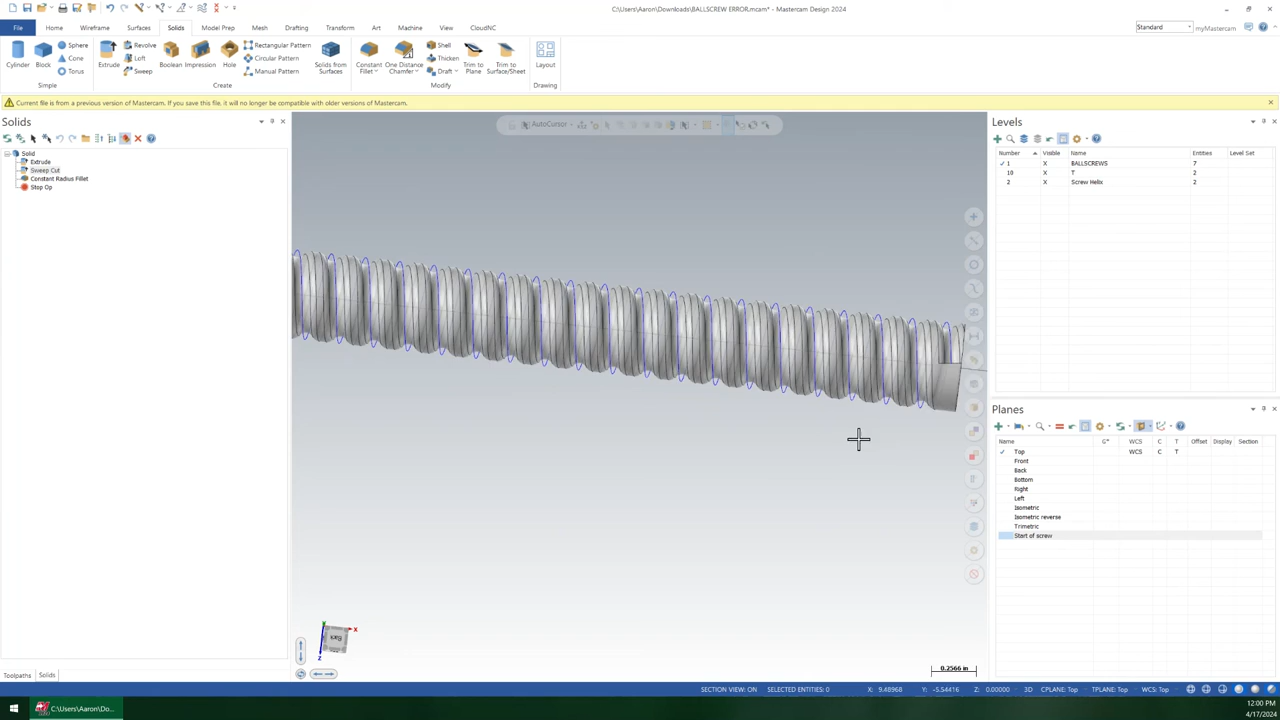 C:\Users\Aaron\Downloads\BALLSCREW ERROR.mcam* - Mastercam Design 2024
File Home Wireframe Surfaces Solids Model Prep Mesh Drafting Transform Art Machine View CloudNC
Standard myMastercam
Cylinder Block Sphere Cone Torus
Simple
Extrude Revolve Loft Sweep Boolean Impression Hole Rectangular Pattern Circular Pattern Manual Pattern Solids from Surfaces
Create
Constant Fillet One Distance Chamfer Shell Thicken Draft Trim to Plane Trim to Surface/Sheet
Modify
Layout
Drawing
Current file is from a previous version of Mastercam. If you save this file, it will no longer be compatible with older versions of Mastercam.
Solids
Solid
Extrude
Sweep Cut
Constant Radius Fillet
Stop Op
Toolpaths Solids
AutoCursor
Back
X
Z
0.2566 in
Levels
Number Visible Name Entities Level Set
1 X BALLSCREWS 7
10 X T 2
2 X Screw Helix 2
Planes
Name G* WCS C T Offset Display Section
Top WCS C T
Front
Back
Bottom
Right
Left
Isometric
Isometric reverse
Trimetric
Start of screw
SECTION VIEW: ON SELECTED ENTITIES: 0 X: 9.48968 Y: -5.54416 Z: 0.00000 3D CPLANE: Top TPLANE: Top WCS: Top
C:\Users\Aaron\Do...
12:00 PM
4/17/2024